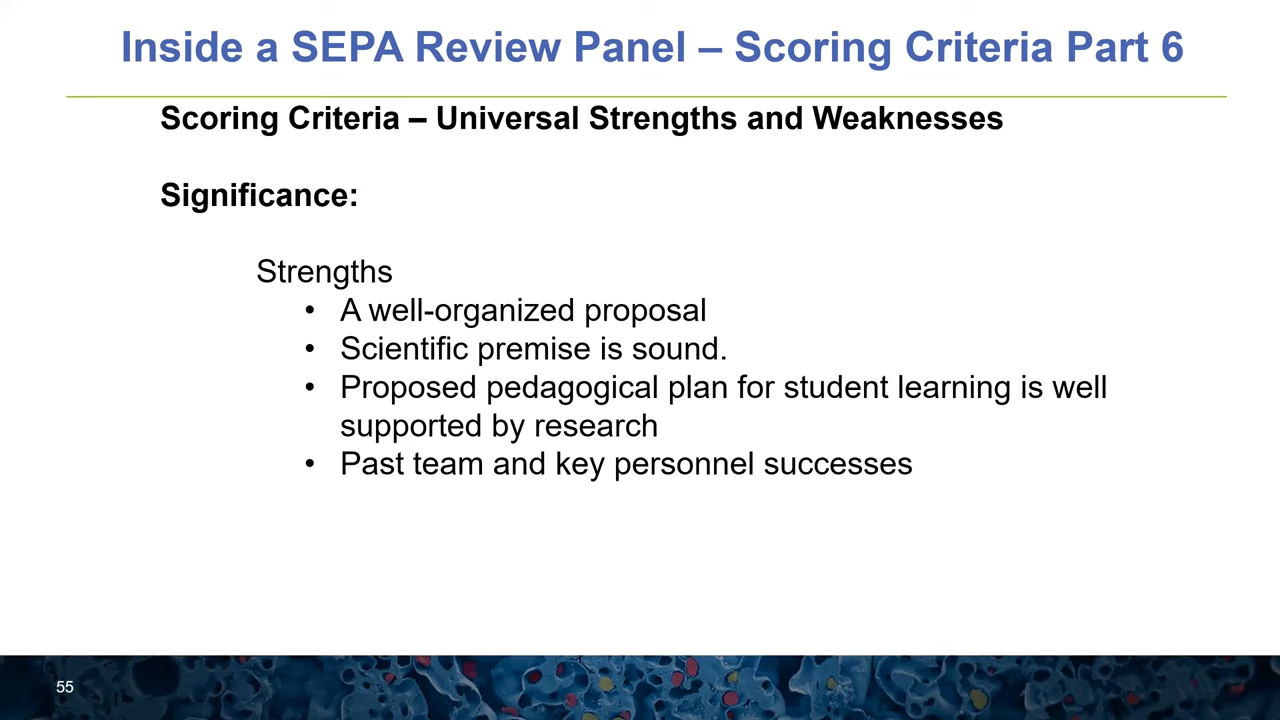 Inside a SEPA Review Panel – Scoring Criteria Part 6
Scoring Criteria – Universal Strengths and Weaknesses
Significance:
Strengths
• A well-organized proposal
• Scientific premise is sound.
• Proposed pedagogical plan for student learning is well
supported by research
• Past team and key personnel successes
55